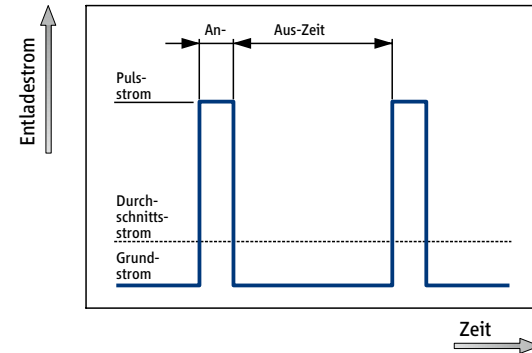 Entladestrom
An-
Aus-Zeit
Puls-
strom
Durch-
schnitts-
strom
Grund-
strom
Zeit